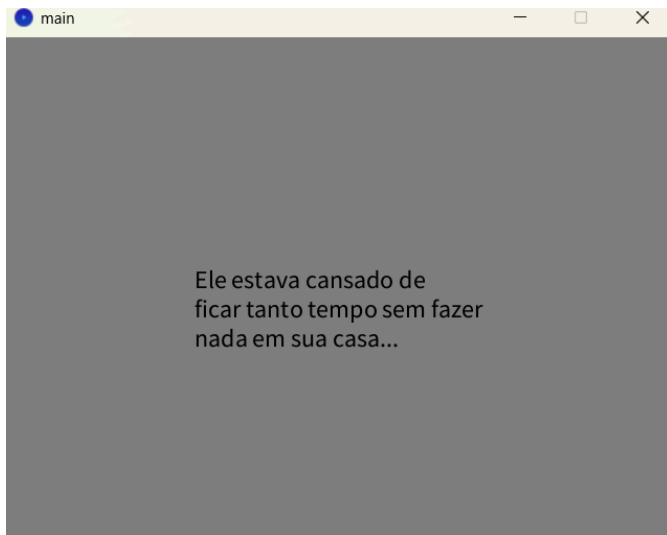 main
Ele estava cansado de
ficar tanto tempo sem fazer
nada em sua casa...